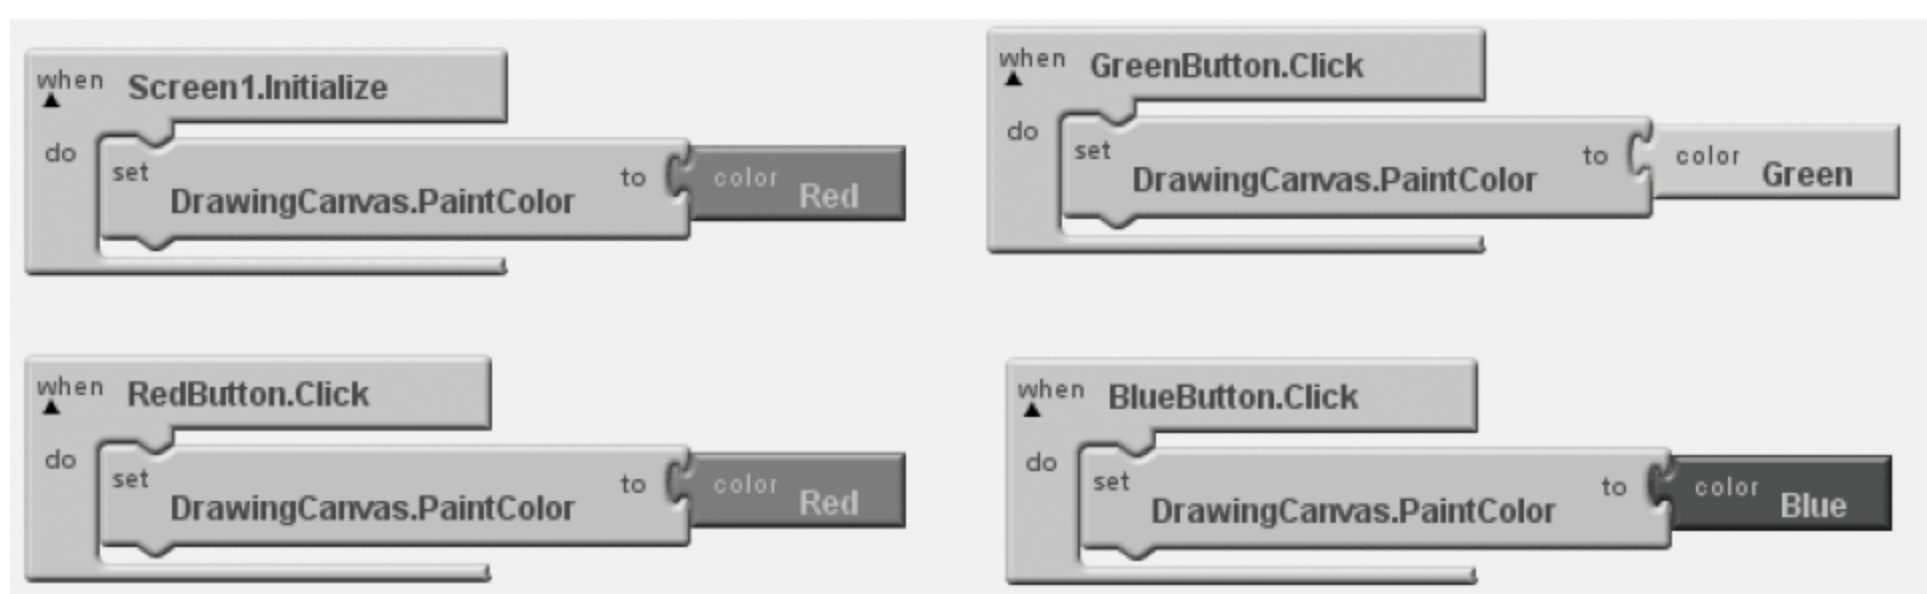 when Screen1.Initialize
do
set DrawingCanvas.PaintColor to color Red
when GreenButton.Click
do
set DrawingCanvas.PaintColor to color Green
when RedButton.Click
do
set DrawingCanvas.PaintColor to color Red
when BlueButton.Click
do
set DrawingCanvas.PaintColor to color Blue